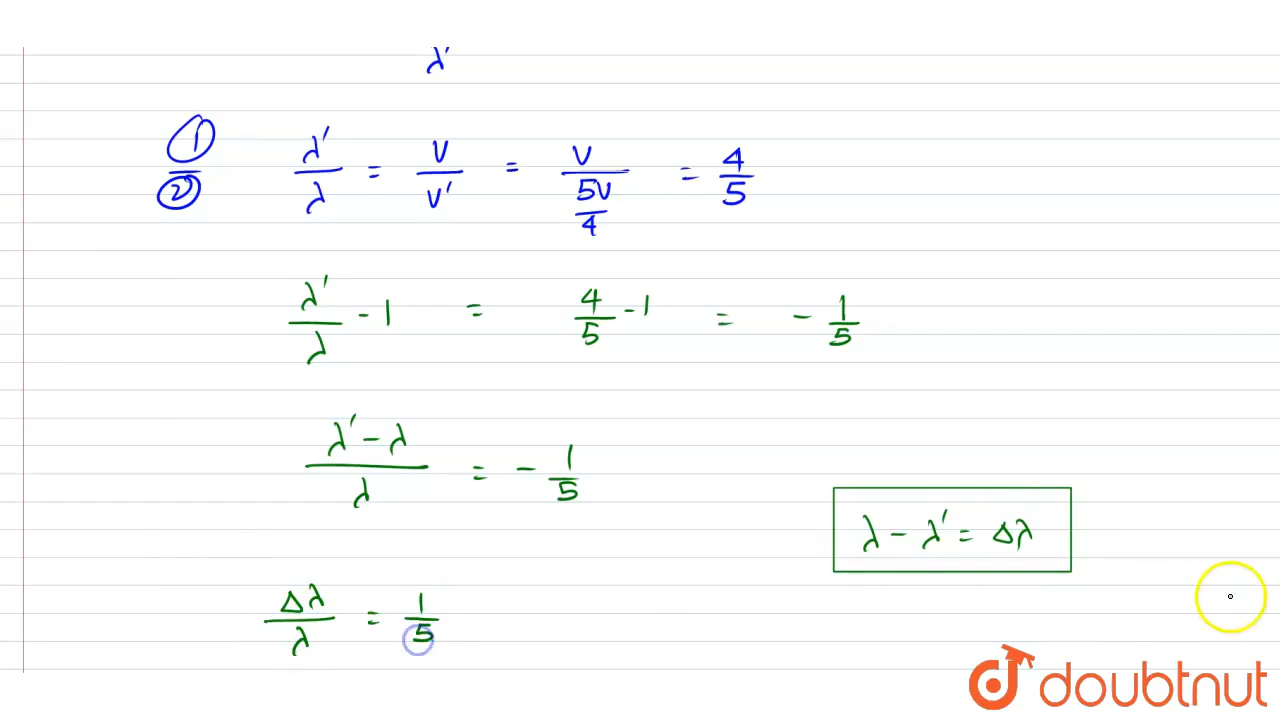 λ'
①/② λ'/λ = v/v' = v/(5v/4) = 4/5
λ'/λ - 1 = 4/5 - 1 = - 1/5
(λ' - λ)/λ = - 1/5
λ - λ' = Δλ
Δλ/λ = 1/5
doubtnut